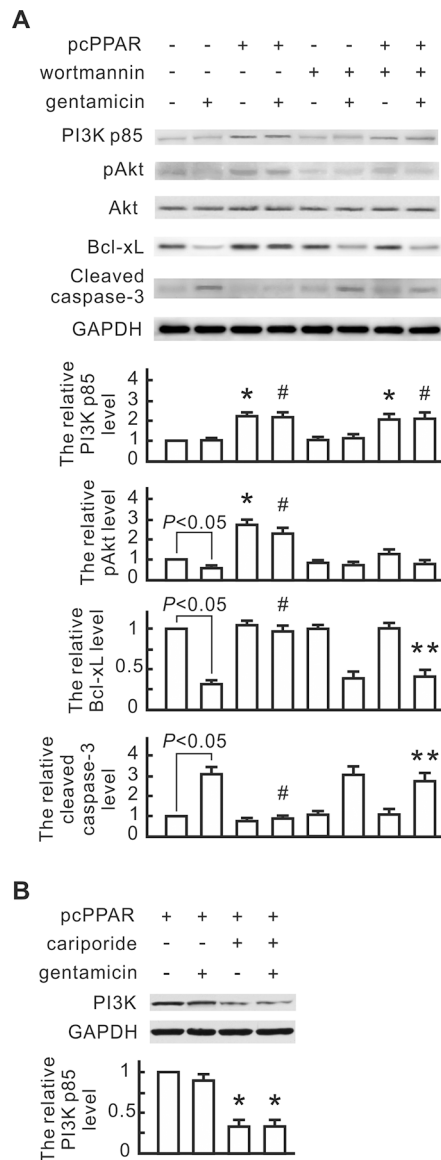 A
pcPPAR - - + + - - + +
wortmannin - - - - + + + +
gentamicin - + - + - + - +
PI3K p85
pAkt
Akt
Bcl-xL
Cleaved
caspase-3
GAPDH
The relative
PI3K p85
level
4
3
2
1
0
* # * #
The relative
pAkt level
4
3
2
1
0
P<0.05
* #
The relative
Bcl-xL level
1
0.5
0
P<0.05
# **
The relative
cleaved
caspase-3
level
4
3
2
1
0
P<0.05
# **
B
pcPPAR + + + +
cariporide - - + +
gentamicin - + - +
PI3K
GAPDH
The relative
PI3K p85
level
1
0.5
0
* *